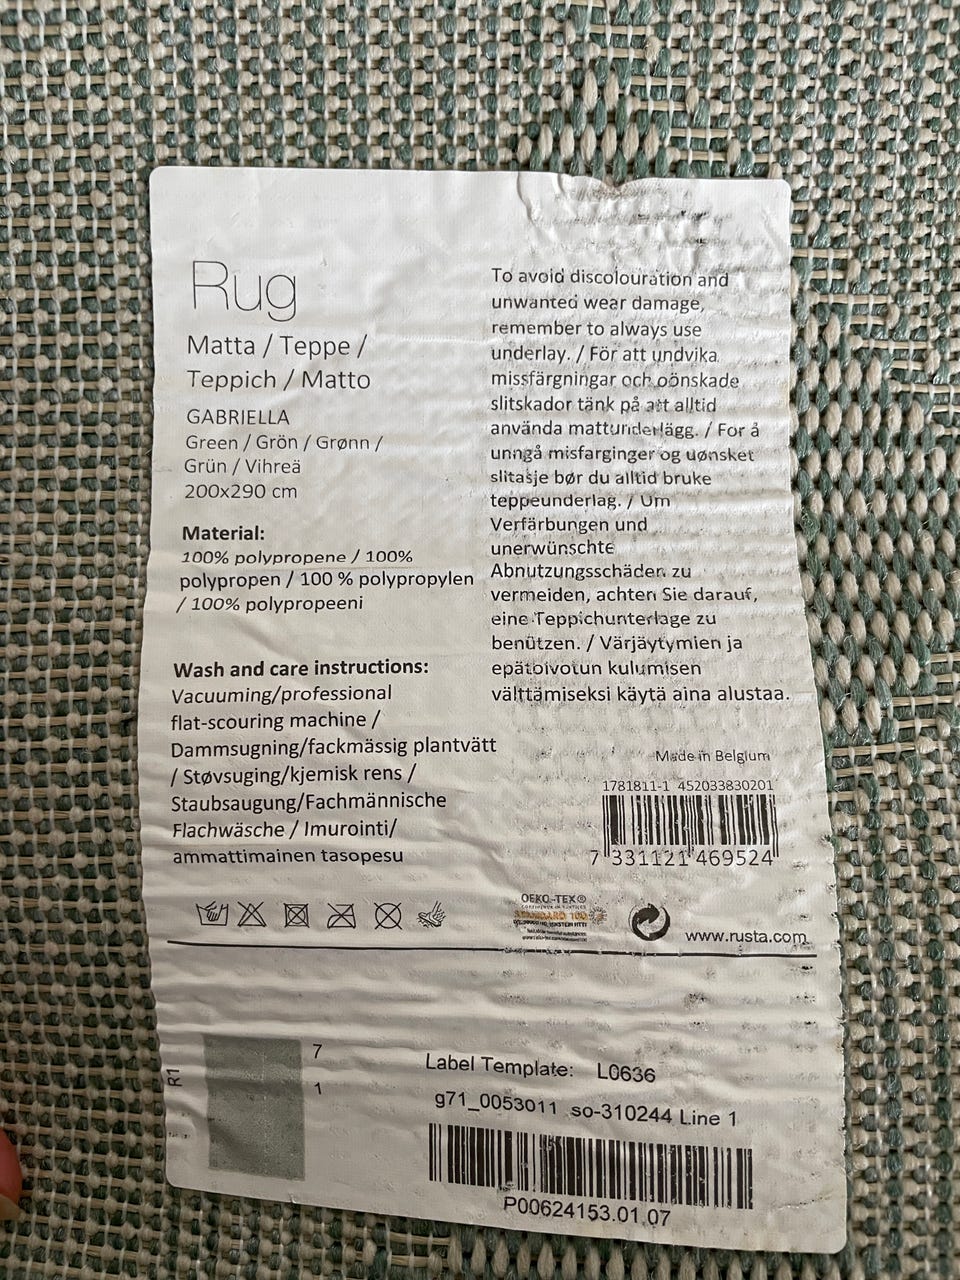 Rug
Matta / Teppe /
Teppich / Matto
GABRIELLA
Green / Grön / Grønn /
Grün / Vihreä
200x290 cm
Material:
100% polypropene / 100%
polypropen / 100 % polypropylen
/ 100% polypropeeni
Wash and care instructions:
Vacuuming/professional
flat-scouring machine /
Dammsugning/fackmässig plantvätt
/ Støvsuging/kjemisk rens /
Staubsaugung/Fachmännische
Flachwäsche / Imurointi/
ammattimainen tasopesu
To avoid discolouration and
unwanted wear damage,
remember to always use
underlay. / För att undvika
missfärgningar och oönskade
slitskador tänk på att alltid
använda mattunderlägg. / For å
unngå misfarginger og uønsket
slitasje bør du alltid bruke
teppeunderlag. / Um
Verfärbungen und
unerwünschte
Abnutzungsschäden zu
vermeiden, achten Sie darauf,
eine Teppichunterlage zu
benützen. / Värjäytymien ja
epätoivotun kulumisen
välttämiseksi käytä aina alustaa.
Made in Belgium
1781811-1 452033830201
7 331121 469524
OEKO-TEX®
STANDARD 100
www.rusta.com
R1
7
1
Label Template: L0636
g71_0053011 so-310244 Line 1
P00624153.01.07